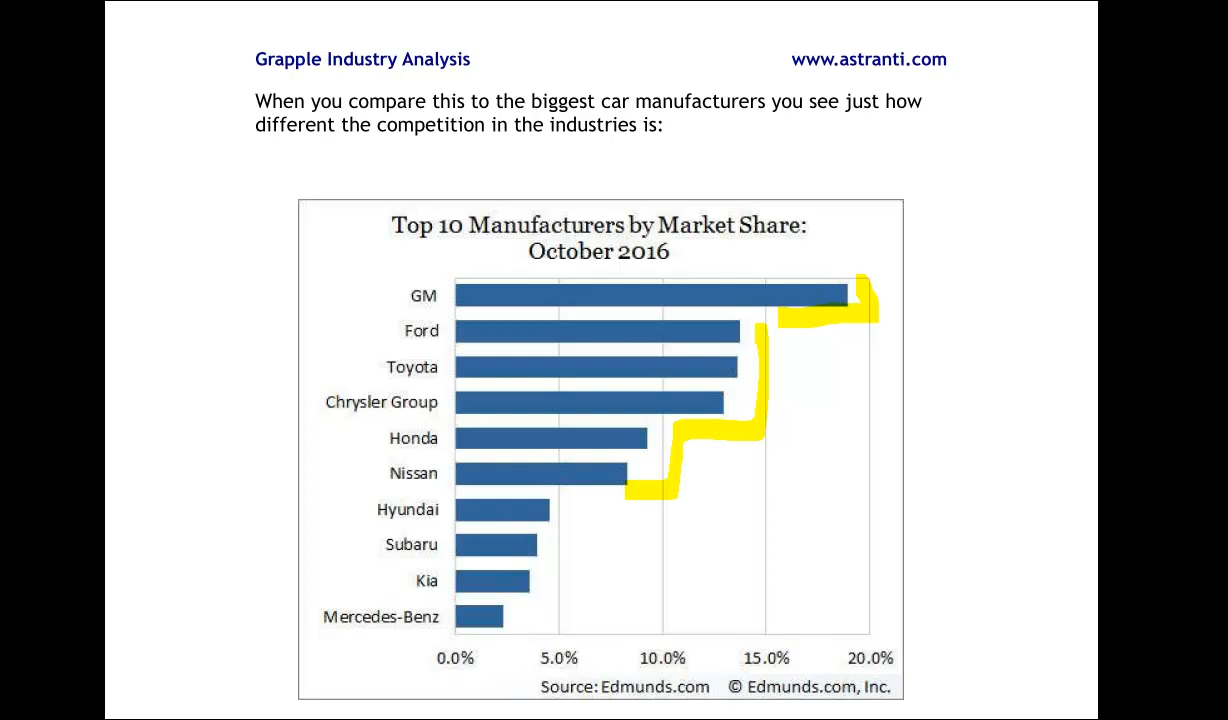 Grapple Industry Analysis www.astranti.com
When you compare this to the biggest car manufacturers you see just how
different the competition in the industries is:
Top 10 Manufacturers by Market Share:
October 2016
GM
Ford
Toyota
Chrysler Group
Honda
Nissan
Hyundai
Subaru
Kia
Mercedes-Benz
0.0% 5.0% 10.0% 15.0% 20.0%
Source: Edmunds.com © Edmunds.com, Inc.